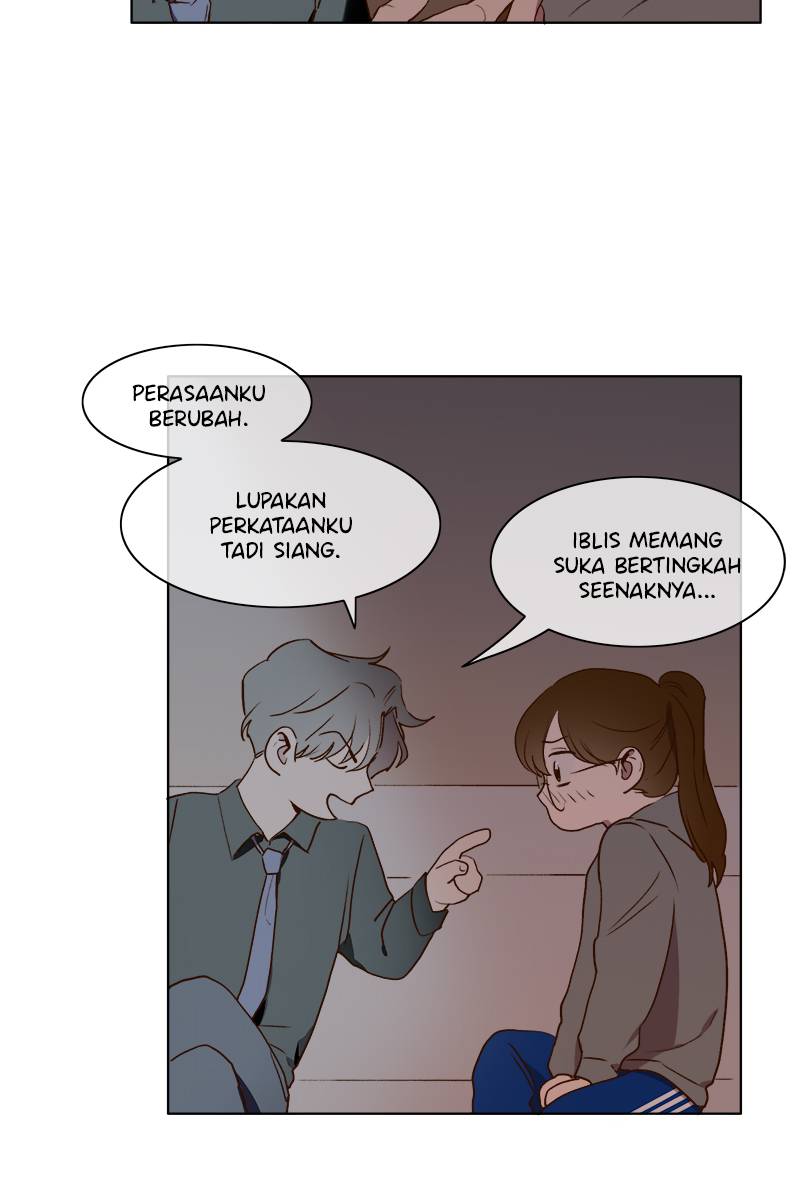 PERASAANKU
BERUBAH.
LUPAKAN
PERKATAANKU
TADI SIANG.
IBLIS MEMANG
SUKA BERTINGKAH
SEENAKNYA...